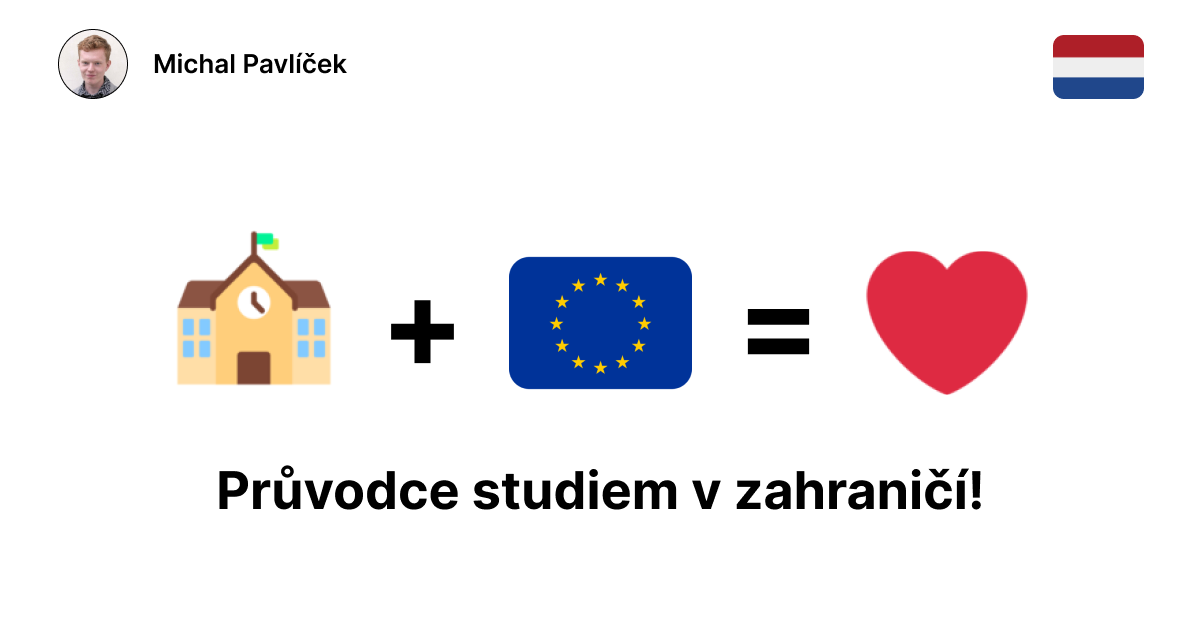 Michal Pavlíček
+
=
Průvodce studiem v zahraničí!